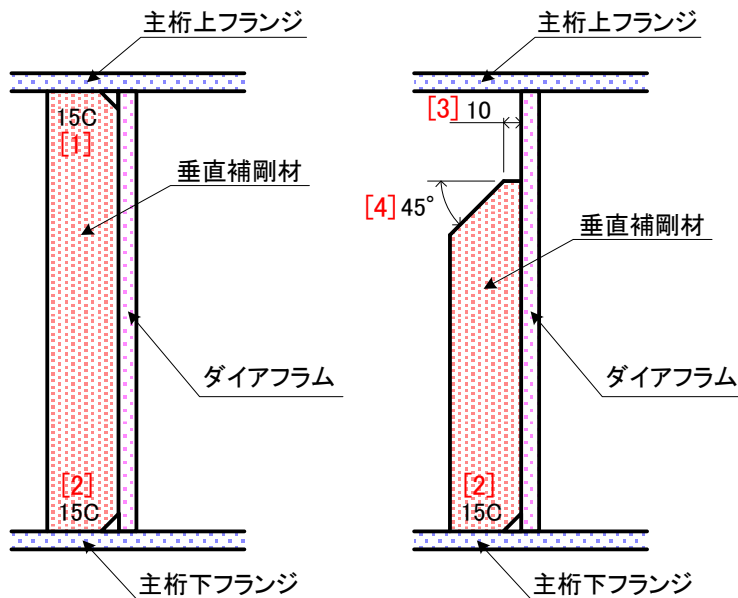 主桁上フランジ
15C
[1]
垂直補剛材
ダイアフラム
[2]
15C
主桁下フランジ
主桁上フランジ
[3] 10
[4] 45°
垂直補剛材
ダイアフラム
[2]
15C
主桁下フランジ